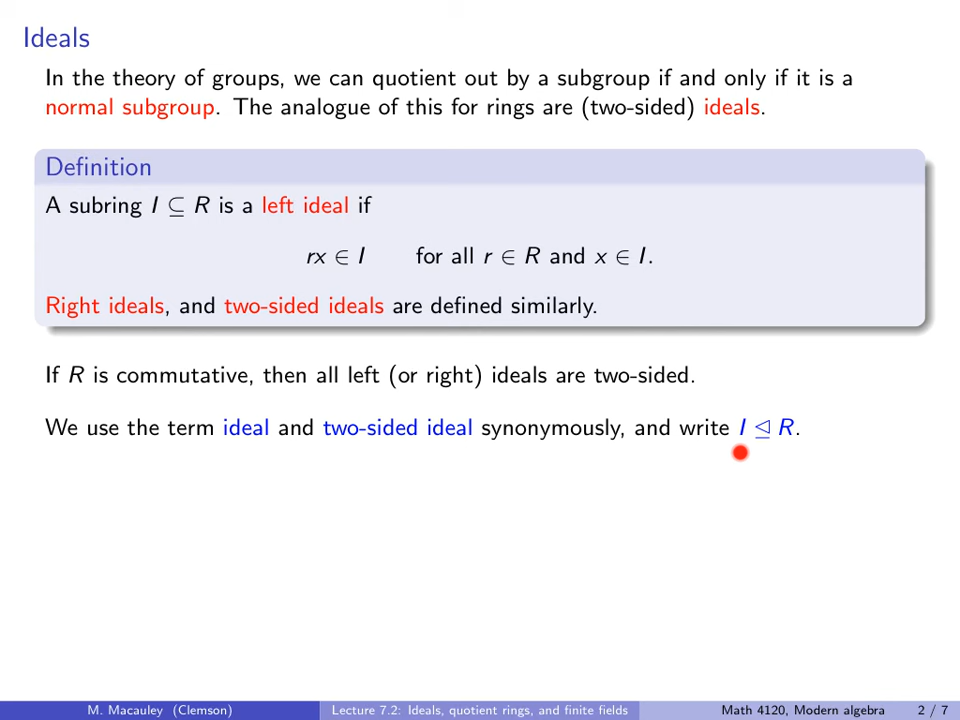 Ideals
In the theory of groups, we can quotient out by a subgroup if and only if it is a
normal subgroup. The analogue of this for rings are (two-sided) ideals.
Definition
A subring I ⊆ R is a left ideal if
rx ∈ I for all r ∈ R and x ∈ I.
Right ideals, and two-sided ideals are defined similarly.
If R is commutative, then all left (or right) ideals are two-sided.
We use the term ideal and two-sided ideal synonymously, and write I ⊴ R.
M. Macauley (Clemson) Lecture 7.2: Ideals, quotient rings, and finite fields Math 4120, Modern algebra 2 / 7